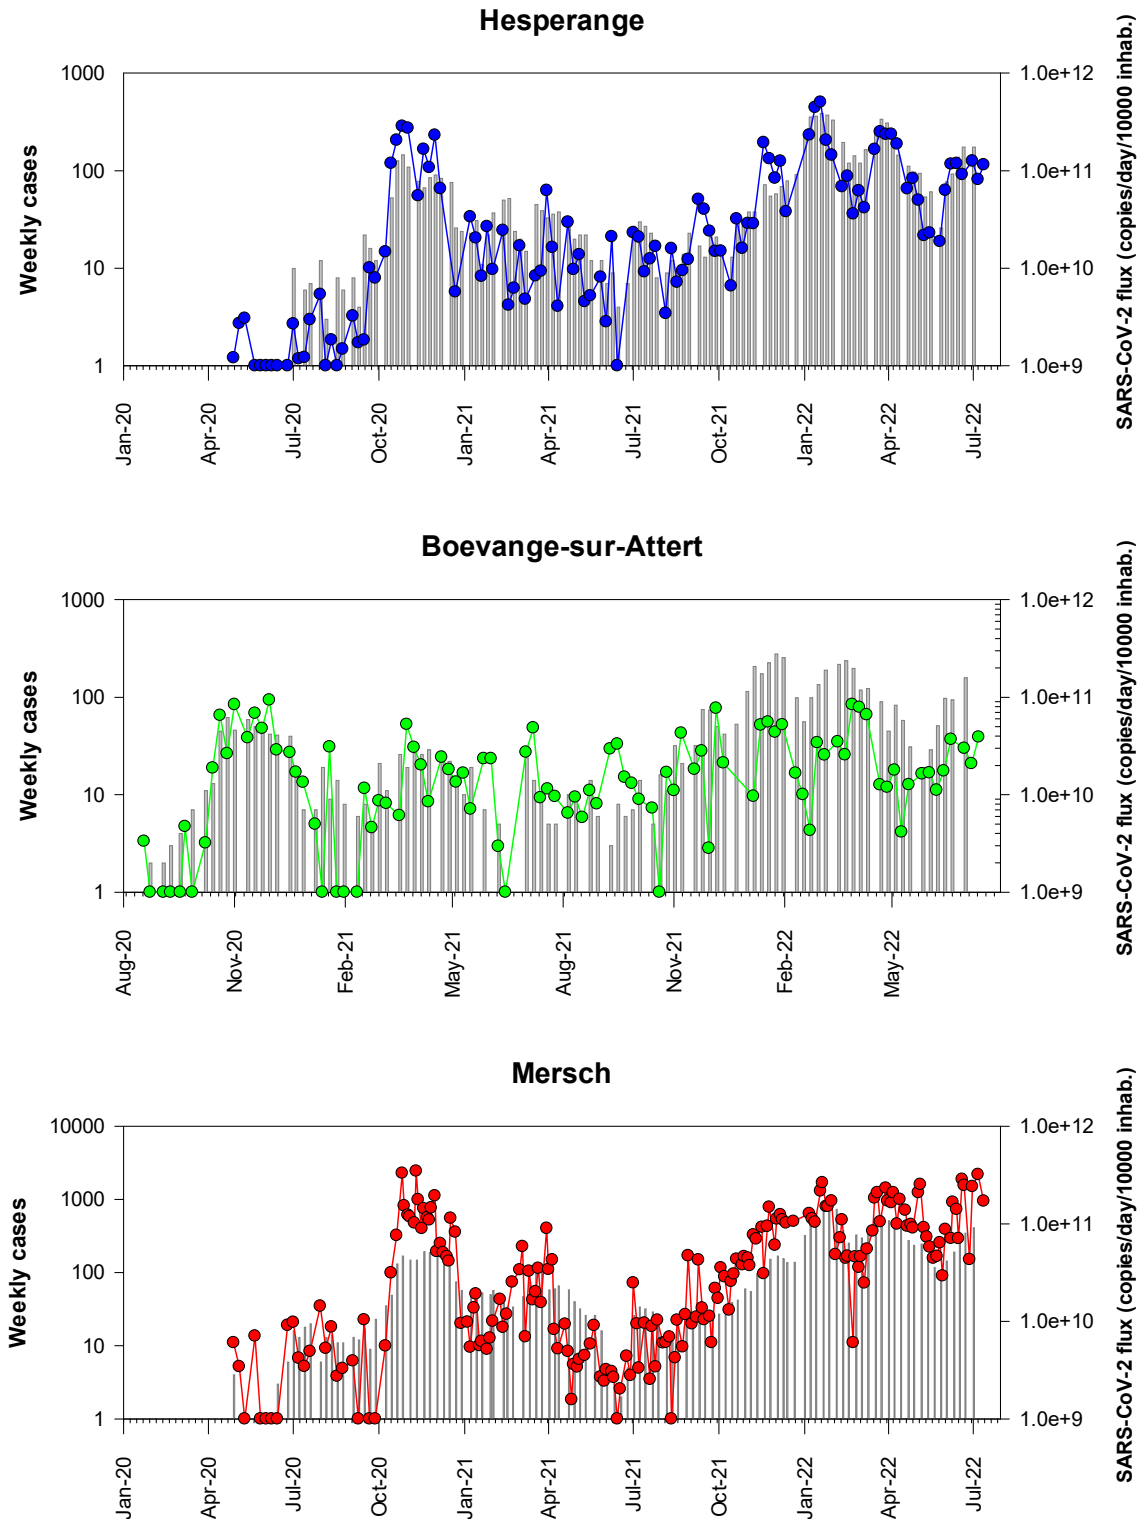 Hesperange
Weekly cases
SARS-CoV-2 flux (copies/day/10000 inhab.)
1000
100
10
1
1.0e+12
1.0e+11
1.0e+10
1.0e+9
Jan-20
Apr-20
Jul-20
Oct-20
Jan-21
Apr-21
Jul-21
Oct-21
Jan-22
Apr-22
Jul-22
Boevange-sur-Attert
Weekly cases
SARS-CoV-2 flux (copies/day/10000 inhab.)
1000
100
10
1
1.0e+12
1.0e+11
1.0e+10
1.0e+9
Aug-20
Nov-20
Feb-21
May-21
Aug-21
Nov-21
Feb-22
May-22
Mersch
Weekly cases
SARS-CoV-2 flux (copies/day/10000 inhab.)
10000
1000
100
10
1
1.0e+12
1.0e+11
1.0e+10
1.0e+9
Jan-20
Apr-20
Jul-20
Oct-20
Jan-21
Apr-21
Jul-21
Oct-21
Jan-22
Apr-22
Jul-22